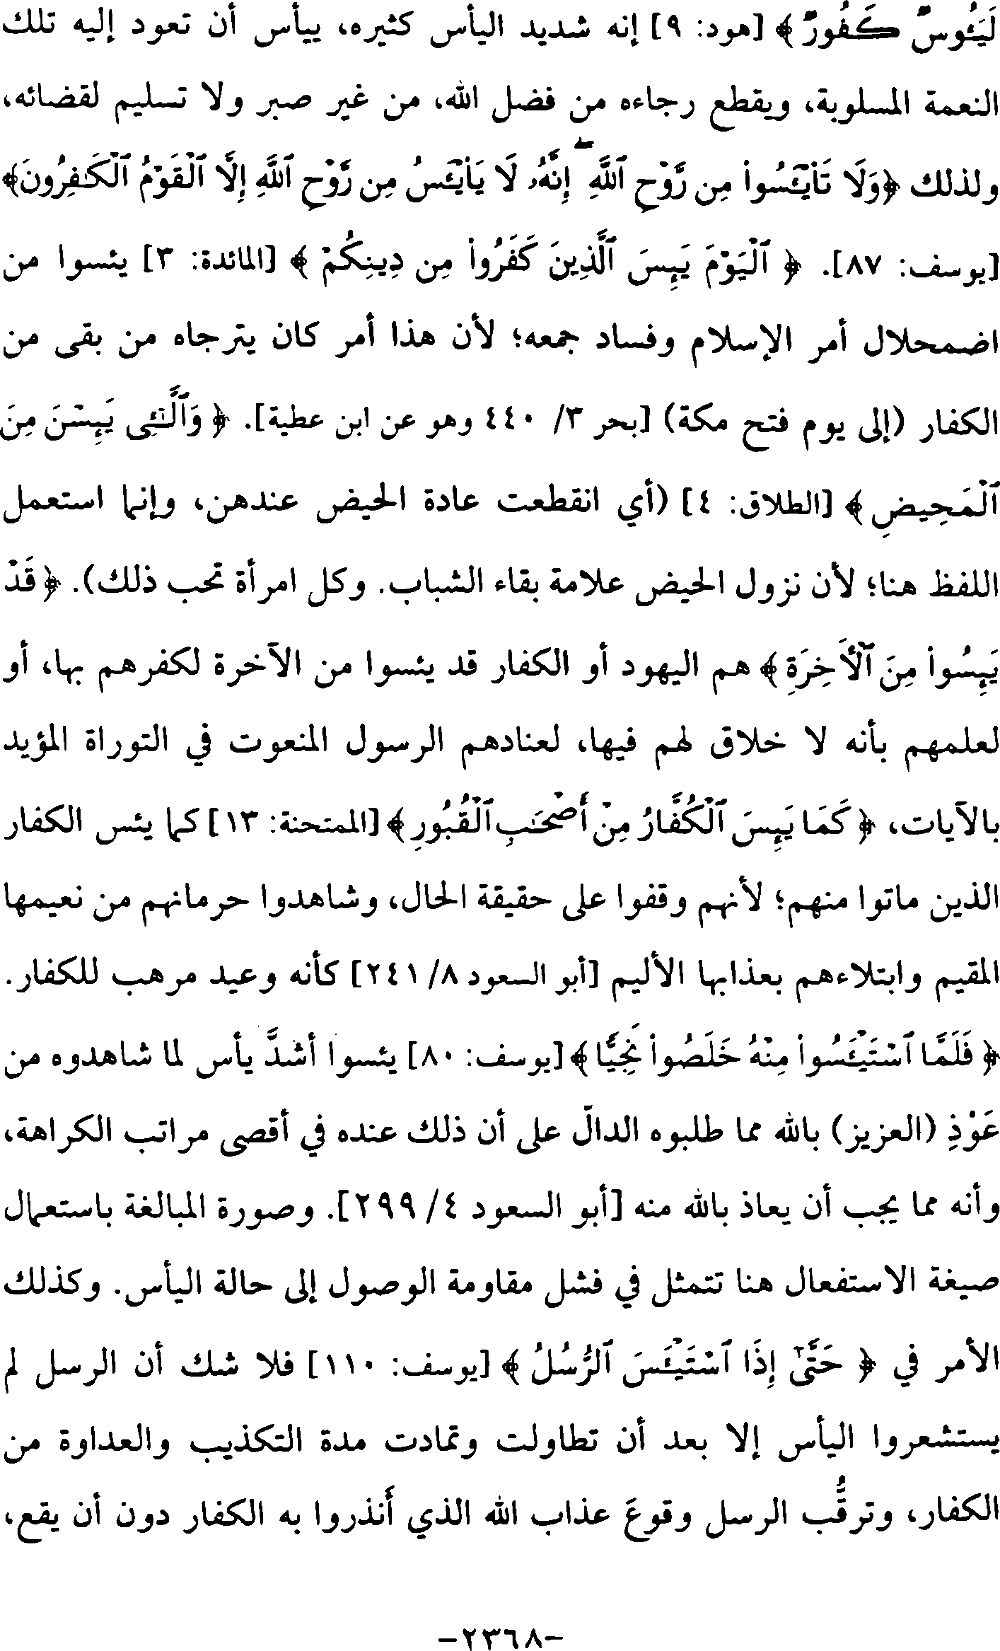 لَيَـُٔوسٌ كَفُورٌ﴾ [هود: ٩] إنه شديد اليأس كثيره، ييأس أن تعود إليه تلك
النعمة المسلوبة، ويقطع رجاءه من فضل الله، من غير صبر ولا تسليم لقضائه،
ولذلك ﴿وَلَا تَا۟يْـَٔسُوا۟ مِن رَّوْحِ ٱللَّهِ ۖ إِنَّهُۥ لَا يَا۟يْـَٔسُ مِن رَّوْحِ ٱللَّهِ إِلَّا ٱلْقَوْمُ ٱلْكَـٰفِرُونَ﴾
[يوسف: ٨٧]. ﴿ ٱلْيَوْمَ يَئِسَ ٱلَّذِينَ كَفَرُوا۟ مِن دِينِكُمْ ﴾ [المائدة: ٣] يئسوا من
اضمحلال أمر الإسلام وفساد جمعه؛ لأن هذا أمر كان يترجاه من بقى من
الكفار (إلى يوم فتح مكة) [بحر ٣/ ٤٤٠ وهو عن ابن عطية]. ﴿ وَٱلَّـٰٓـِٔى يَئِسْنَ مِنَ
ٱلْمَحِيضِ ﴾ [الطلاق: ٤] (أي انقطعت عادة الحيض عندهن، وإنما استعمل
اللفظ هنا؛ لأن نزول الحيض علامة بقاء الشباب. وكل امرأة تحب ذلك). ﴿ قَدْ
يَئِسُوا۟ مِنَ ٱلْـَٔاخِرَةِ ﴾ هم اليهود أو الكفار قد يئسوا من الآخرة لكفرهم بها، أو
لعلمهم بأنه لا خلاق لهم فيها، لعنادهم الرسول المنعوت في التوراة المؤيد
بالآيات، ﴿ كَمَا يَئِسَ ٱلْكُفَّارُ مِنْ أَصْحَـٰبِ ٱلْقُبُورِ ﴾ [الممتحنة: ١٣] كما يئس الكفار
الذين ماتوا منهم؛ لأنهم وقفوا على حقيقة الحال، وشاهدوا حرمانهم من نعيمها
المقيم وابتلاءهم بعذابها الأليم [أبو السعود ٨/ ٢٤١] كأنه وعيد مرهب للكفار.
﴿ فَلَمَّا ٱسْتَيْـَٔسُوا۟ مِنْهُ خَلَصُوا۟ نَجِيًّا ﴾ [يوسف: ٨٠] يئسوا أشدَّ يأس لما شاهدوه من
عَوْذِ (العزيز) بالله مما طلبوه الدالّ على أن ذلك عنده في أقصى مراتب الكراهة،
وأنه مما يجب أن يعاذ بالله منه [أبو السعود ٤/ ٢٩٩]. وصورة المبالغة باستعمال
صيغة الاستفعال هنا تتمثل في فشل مقاومة الوصول إلى حالة اليأس. وكذلك
الأمر في ﴿ حَتَّىٰٓ إِذَا ٱسْتَيْـَٔسَ ٱلرُّسُلُ ﴾ [يوسف: ١١٠] فلا شك أن الرسل لم
يستشعروا اليأس إلا بعد أن تطاولت وتمادت مدة التكذيب والعداوة من
الكفار، وترقُّب الرسل وقوعَ عذاب الله الذي أَنذروا به الكفار دون أن يقع،
-٢٣٦٨-